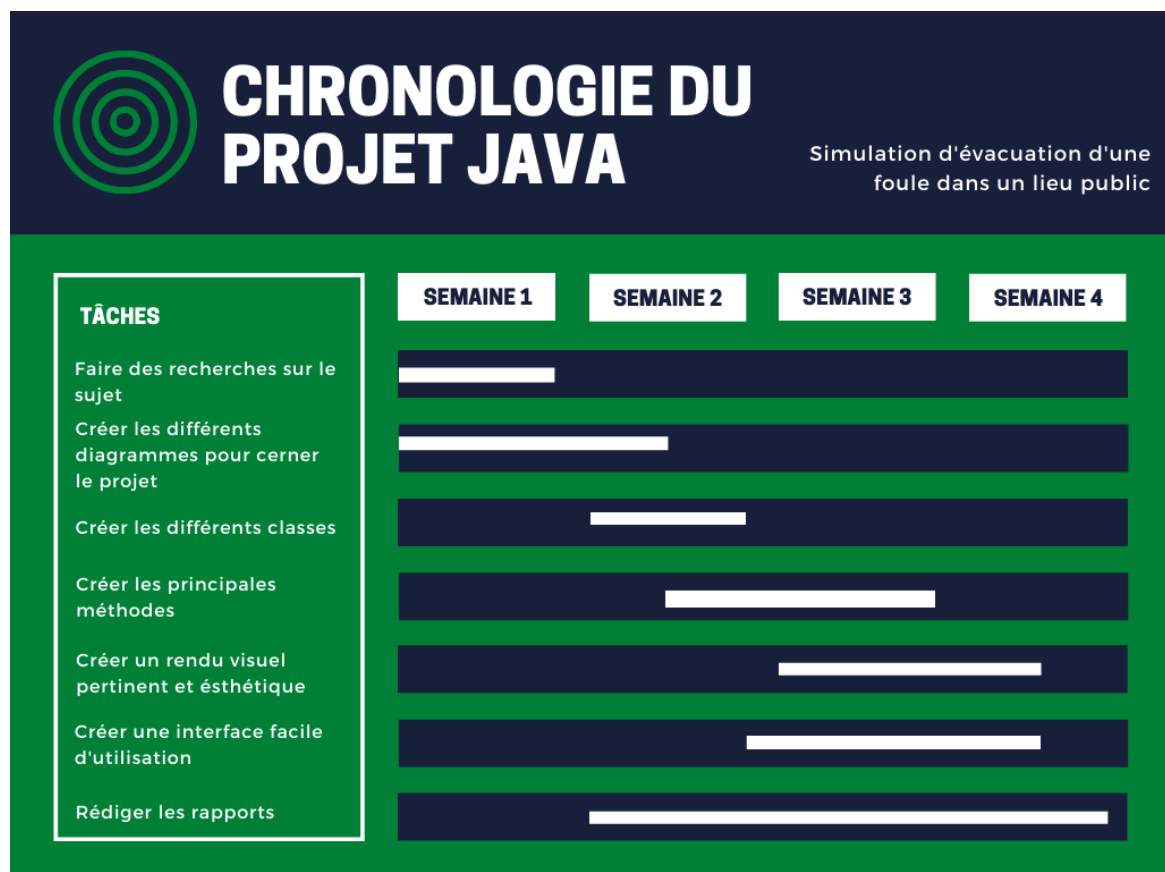 CHRONOLOGIE DU
PROJET JAVA
Simulation d'évacuation d'une
foule dans un lieu public
TÂCHES
SEMAINE 1
SEMAINE 2
SEMAINE 3
SEMAINE 4
Faire des recherches sur le
sujet
Créer les différents
diagrammes pour cerner
le projet
Créer les différents classes
Créer les principales
méthodes
Créer un rendu visuel
pertinent et ésthétique
Créer une interface facile
d'utilisation
Rédiger les rapports